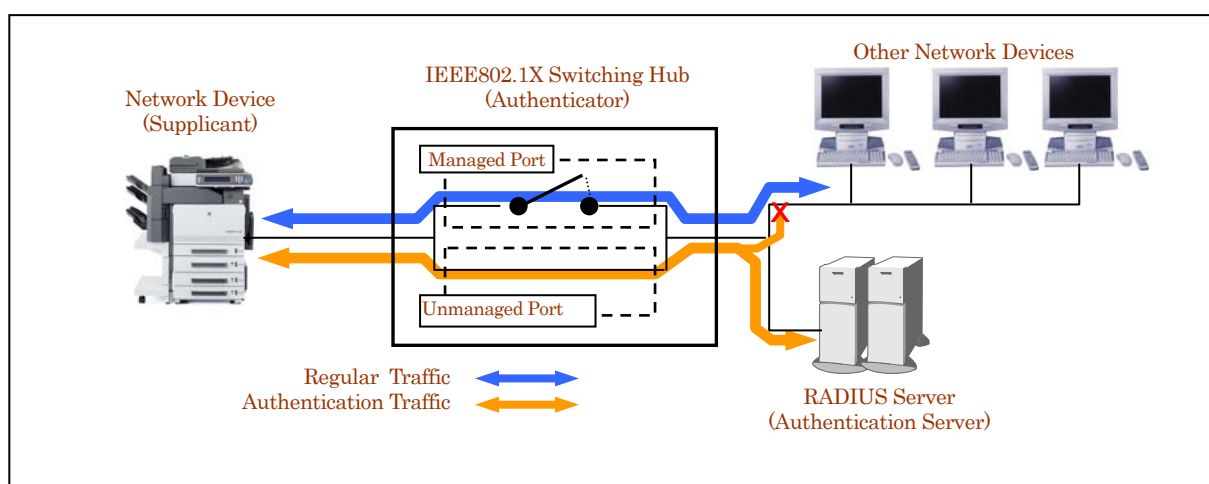 Other Network Devices
IEEE802.1X Switching Hub
(Authenticator)
Network Device
(Supplicant)
Managed Port
X
Unmanaged Port
Regular Traffic
Authentication Traffic
RADIUS Server
(Authentication Server)